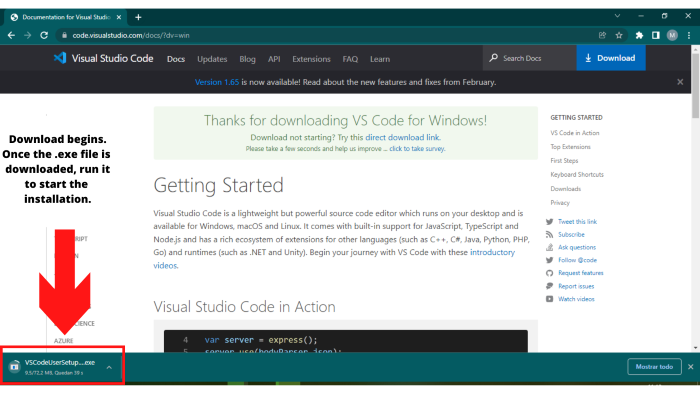 Documentation for Visual Studio
code.visualstudio.com/docs/?dv=win
M
Visual Studio Code Docs Updates Blog API Extensions FAQ Learn Search Docs Download
Version 1.65 is now available! Read about the new features and fixes from February.
Download begins.
Once the .exe file is
downloaded, run it
to start the
installation.
RIPT
IENCE
AZURE
Thanks for downloading VS Code for Windows!
Download not starting? Try this direct download link.
Please take a few seconds and help us improve ... click to take survey.
Getting Started
Visual Studio Code is a lightweight but powerful source code editor which runs on your desktop and is
available for Windows, macOS and Linux. It comes with built-in support for JavaScript, TypeScript and
Node.js and has a rich ecosystem of extensions for other languages (such as C++, C#, Java, Python, PHP,
Go) and runtimes (such as .NET and Unity). Begin your journey with VS Code with these introductory
videos.
Visual Studio Code in Action
4 var server = express();
5 server.use(bodyParser.json);
GETTING STARTED
VS Code in Action
Top Extensions
First Steps
Keyboard Shortcuts
Downloads
Privacy
Tweet this link
Subscribe
Ask questions
Follow @code
Request features
Report issues
Watch videos
VSCodeUserSetup....exe
9.5/72.2 MB, Quedan 39 s
Mostrar todo